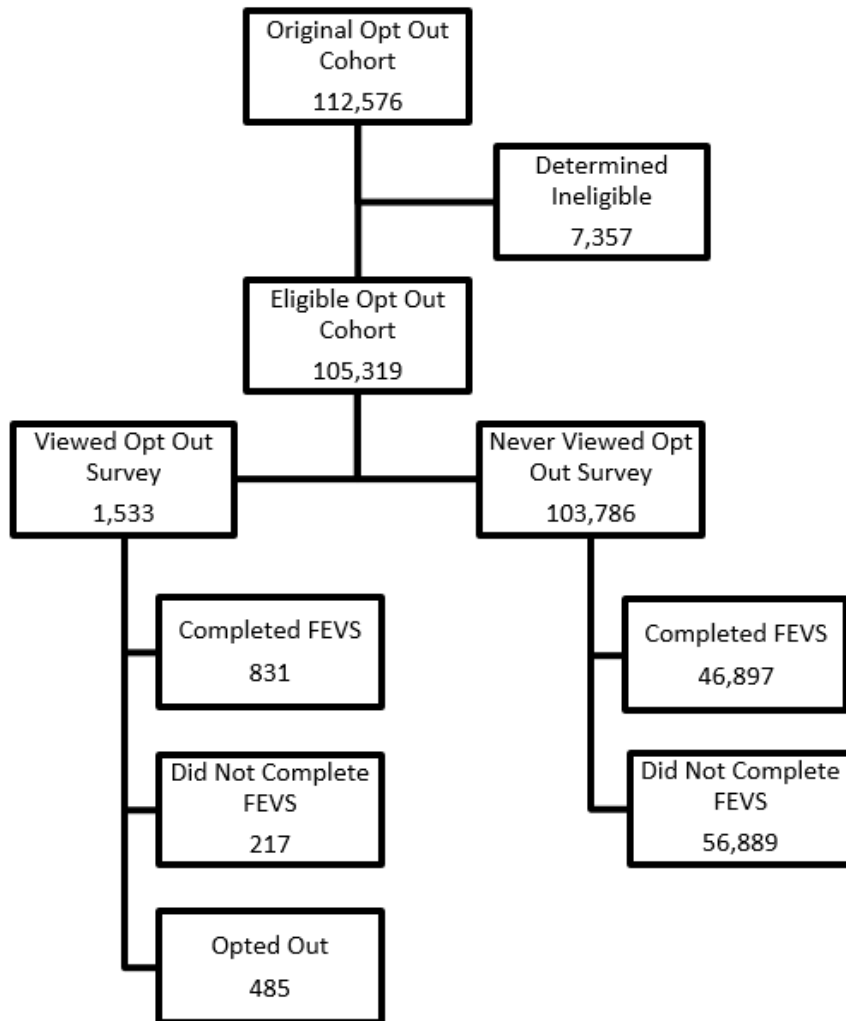 Original Opt Out
Cohort
112,576
Determined
Ineligible
7,357
Eligible Opt Out
Cohort
105,319
Viewed Opt Out
Survey
1,533
Never Viewed Opt
Out Survey
103,786
Completed FEVS
831
Completed FEVS
46,897
Did Not Complete
FEVS
217
Did Not Complete
FEVS
56,889
Opted Out
485